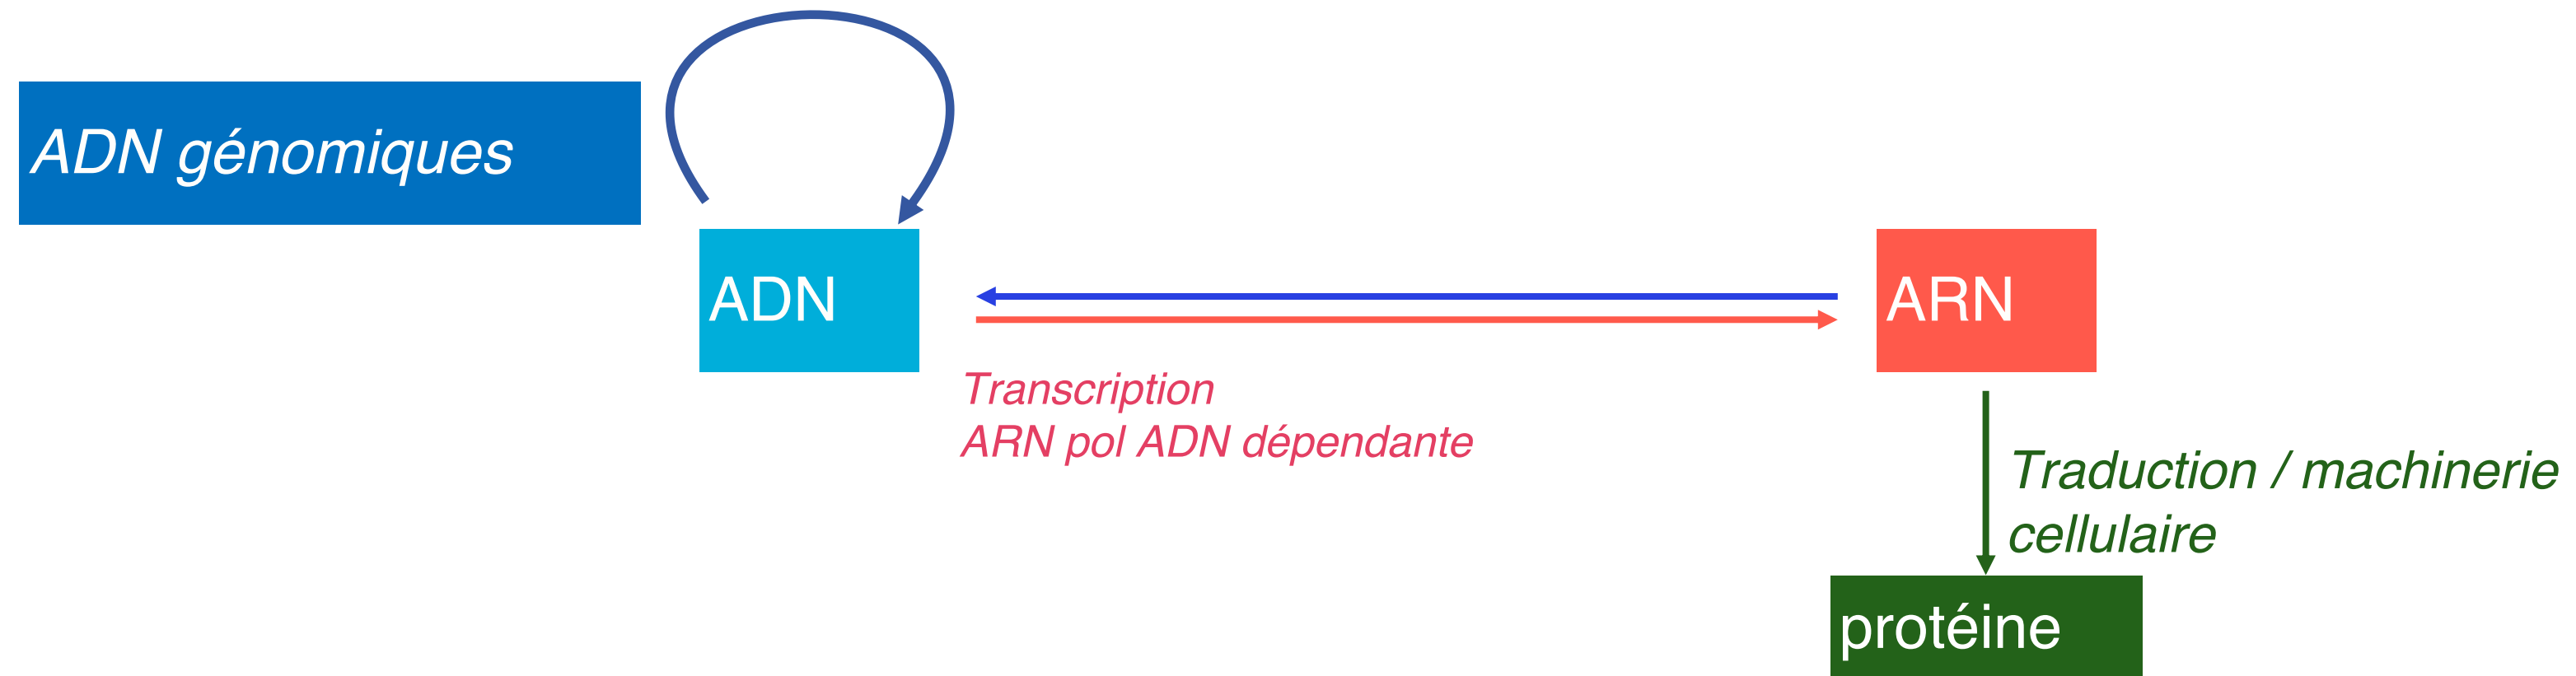 ADN génomiques
ADN
ARN
Transcription
ARN pol ADN dépendante
Traduction / machinerie
cellulaire
protéine